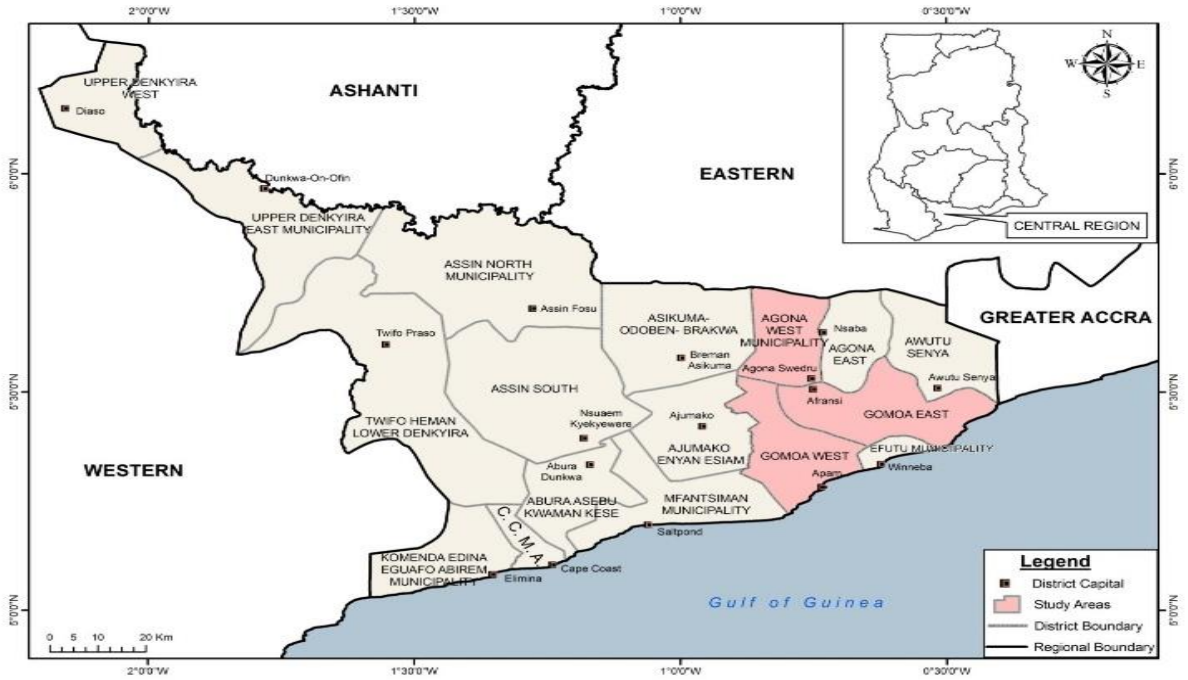 2°0'0"W
1°30'0"W
1°0'0"W
0°30'0"W
N
W
E
S
UPPER DENKYIRA
WEST
Diaso
ASHANTI
EASTERN
6°0'0"N
6°0'0"N
Dunkwa-On-Ofin
UPPER DENKYIRA
EAST MUNICIPALITY
CENTRAL REGION
ASSIN NORTH
MUNICIPALITY
Assin Fosu
Twifo Praso
ASIKUMA-
ODOBEN- BRAKWA
Breman
Asikuma
AGONA
WEST
MUNICIPALITY
Agona Swedru
Nsaba
AGONA
EAST
AWUTU
SENYA
Awutu Senya
GREATER ACCRA
5°30'0"N
5°30'0"N
ASSIN SOUTH
Afransi
GOMOA EAST
Nsuaem
Kyekyewere
Ajumako
TWIFO HEMAN
LOWER DENKYIRA
AJUMAKO
ENYAN ESIAM
GOMOA WEST
EFUTU MUNICIPALITY
Winneba
WESTERN
Abura
Dunkwa
Apam
ABURA ASEBU
KWAMAN KESE
MFANTSIMAN
MUNICIPALITY
C.C.M.A
Saltpond
KOMENDA EDINA
EGUAFO ABIREM
MUNICIPALITY
Elimina
Cape Coast
Gulf of Guinea
Legend
District Capital
Study Areas
District Boundary
Regional Boundary
5°0'0"N
5°0'0"N
0 5 10 20 Km
2°0'0"W
1°30'0"W
1°0'0"W
0°30'0"W